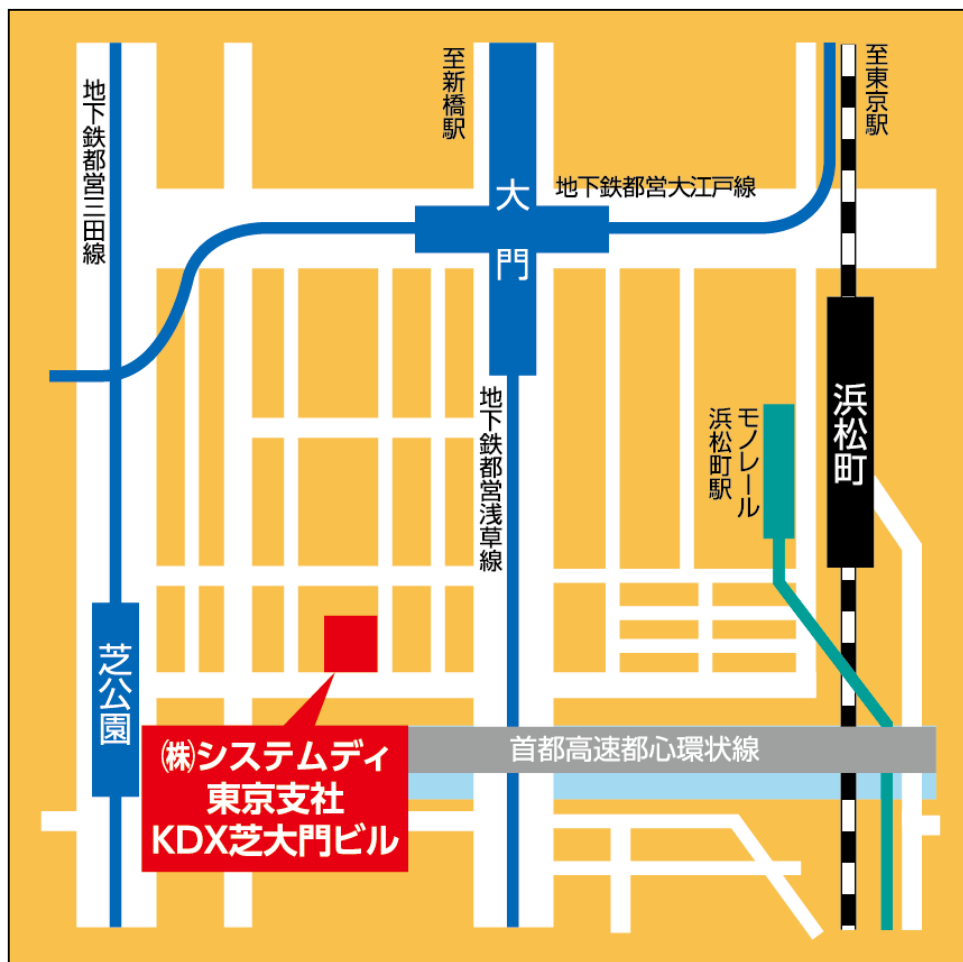 地下鉄都営三田線
至新橋駅
至東京駅
大門
地下鉄都営大江戸線
地下鉄都営浅草線
モノレール
浜松町駅
浜松町
芝公園
㈱システムディ
東京支社
KDX芝大門ビル
首都高速都心環状線